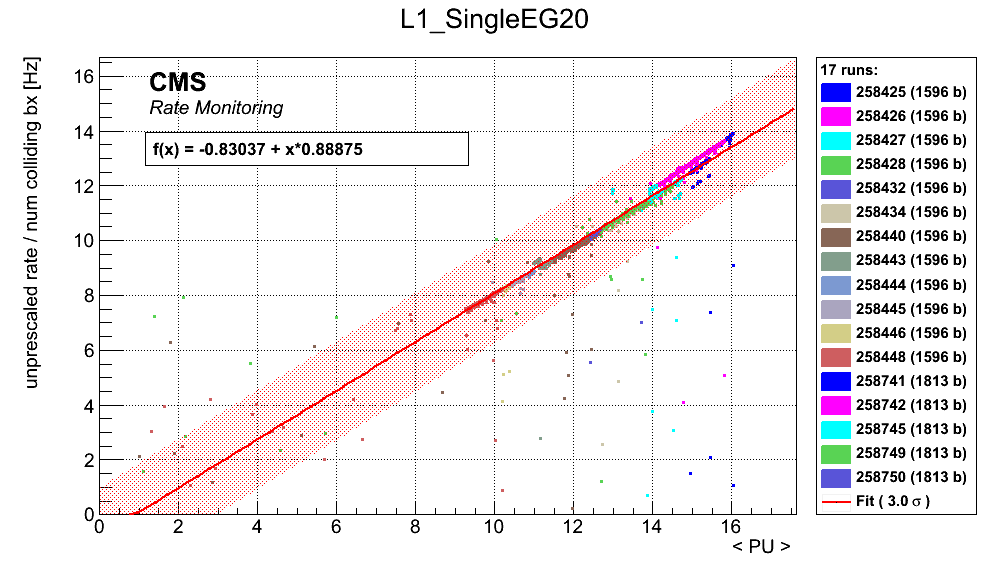 L1_SingleEG20
unprescaled rate / num colliding bx [Hz]
CMS
Rate Monitoring
f(x) = -0.83037 + x*0.88875
16
14
12
10
8
6
4
2
0
0 2 4 6 8 10 12 14 16
< PU >
17 runs:
258425 (1596 b)
258426 (1596 b)
258427 (1596 b)
258428 (1596 b)
258432 (1596 b)
258434 (1596 b)
258440 (1596 b)
258443 (1596 b)
258444 (1596 b)
258445 (1596 b)
258446 (1596 b)
258448 (1596 b)
258741 (1813 b)
258742 (1813 b)
258745 (1813 b)
258749 (1813 b)
258750 (1813 b)
Fit ( 3.0 σ )